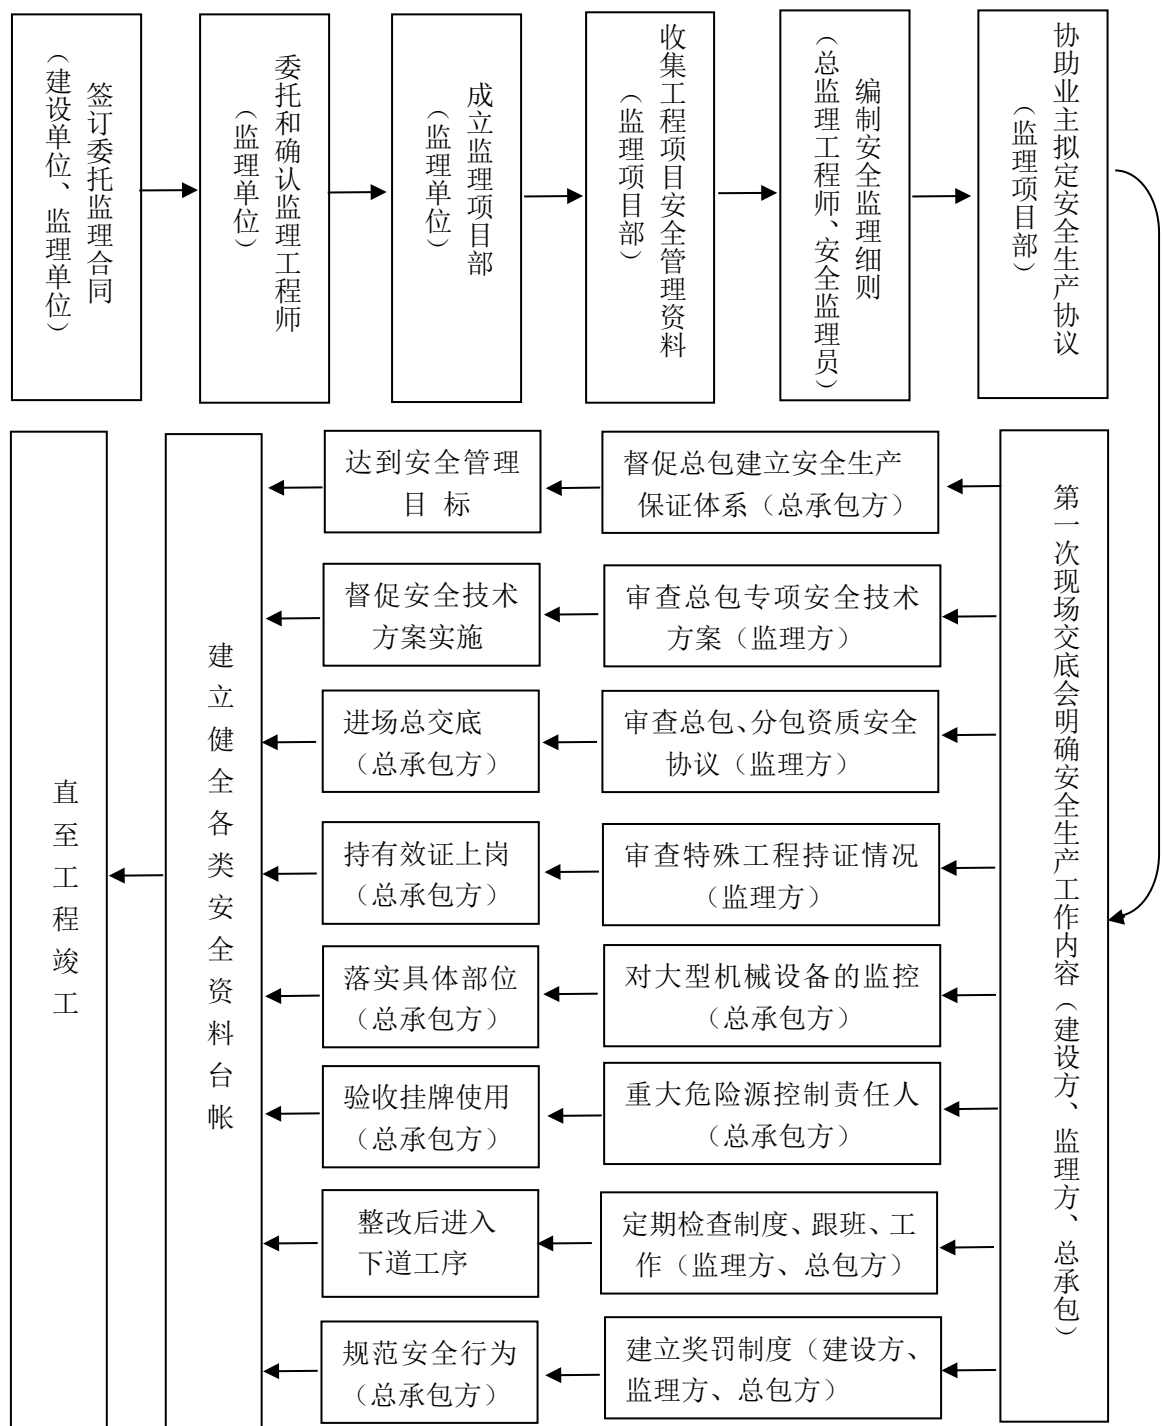 签订委托监理合同
（建设单位、监理单位）
委托和确认监理工程师
（监理单位）
成立监理项目部
（监理单位）
收集工程项目安全管理资料
（监理项目部）
编制安全监理细则
（总监理工程师、安全监理员）
协助业主拟定安全生产协议
（监理项目部）
第一次现场交底会明确安全生产工作内容（建设方、监理方、总承包）
督促总包建立安全生产
保证体系（总承包方）
达到安全管理
目 标
审查总包专项安全技术
方案（监理方）
督促安全技术
方案实施
审查总包、分包资质安全
协议（监理方）
进场总交底
（总承包方）
审查特殊工程持证情况
（监理方）
持有效证上岗
（总承包方）
对大型机械设备的监控
（总承包方）
落实具体部位
（总承包方）
重大危险源控制责任人
（总承包方）
验收挂牌使用
（总承包方）
定期检查制度、跟班、工
作（监理方、总包方）
整改后进入
下道工序
建立奖罚制度（建设方、
监理方、总包方）
规范安全行为
（总承包方）
建立健全各类安全资料台帐
直至工程竣工